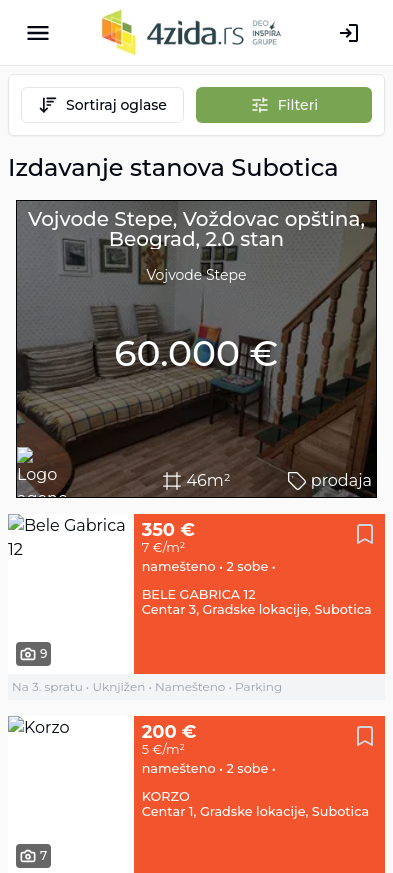 4zida.rs
DEO
INSPIRA
GRUPE
Sortiraj oglase
Filteri
Izdavanje stanova Subotica
Vojvode Stepe, Voždovac opština,
Beograd, 2.0 stan
Vojvode Stepe
60.000 €
Logo
46m²
prodaja
Bele Gabrica
12
350 €
7 €/m²
namešteno • 2 sobe •
BELE GABRICA 12
Centar 3, Gradske lokacije, Subotica
9
Na 3. spratu • Uknjižen • Namešteno • Parking
Korzo
200 €
5 €/m²
namešteno • 2 sobe •
KORZO
Centar 1, Gradske lokacije, Subotica
7